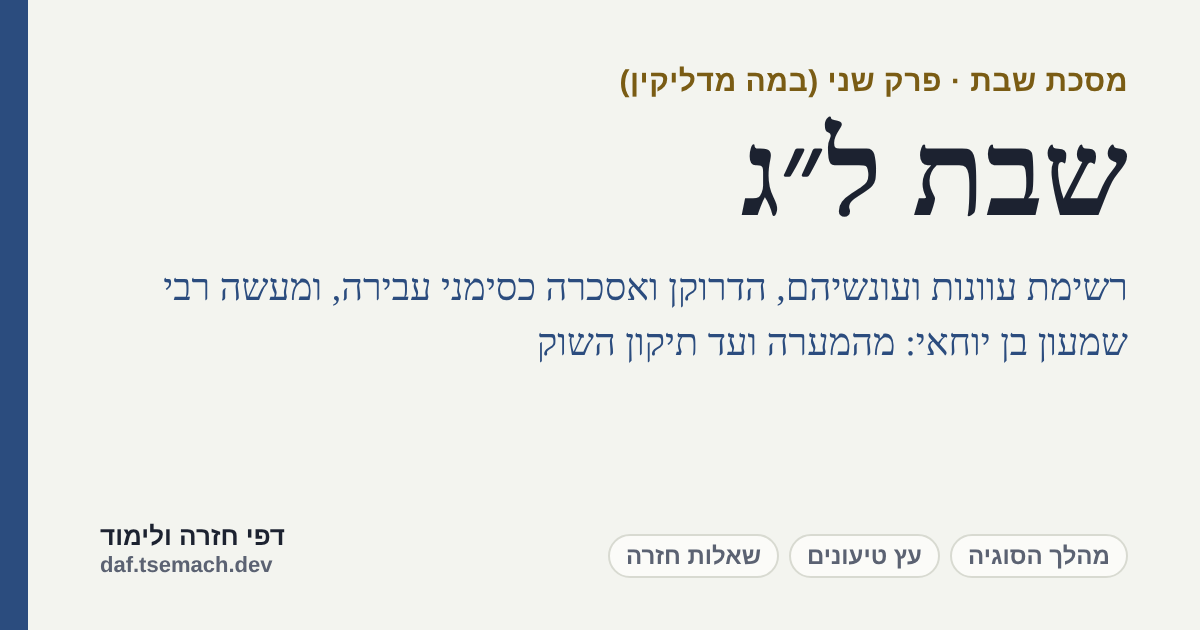 מסכת שבת · פרק שני (במה מדליקין)
שבת ל״ג
רשימת עוונות ועונשיהם, הדרוקן ואסכרה כסימני עבירה, ומעשה רבי
שמעון בן יוחאי: מהמערה ועד תיקון השוק
מהלך הסוגיה
עץ טיעונים
שאלות חזרה
דפי חזרה ולימוד
daf.tsemach.dev